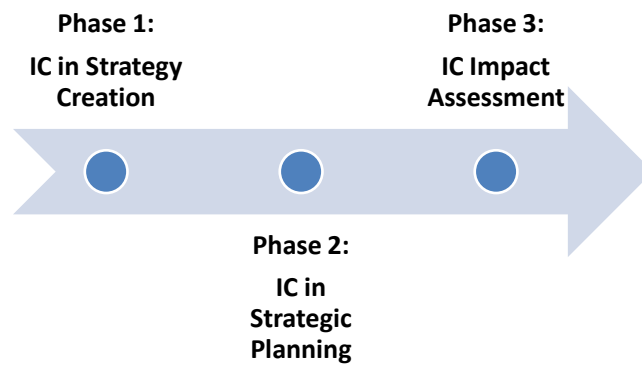 Phase 1:
IC in Strategy
Creation
Phase 2:
IC in
Strategic
Planning
Phase 3:
IC Impact
Assessment